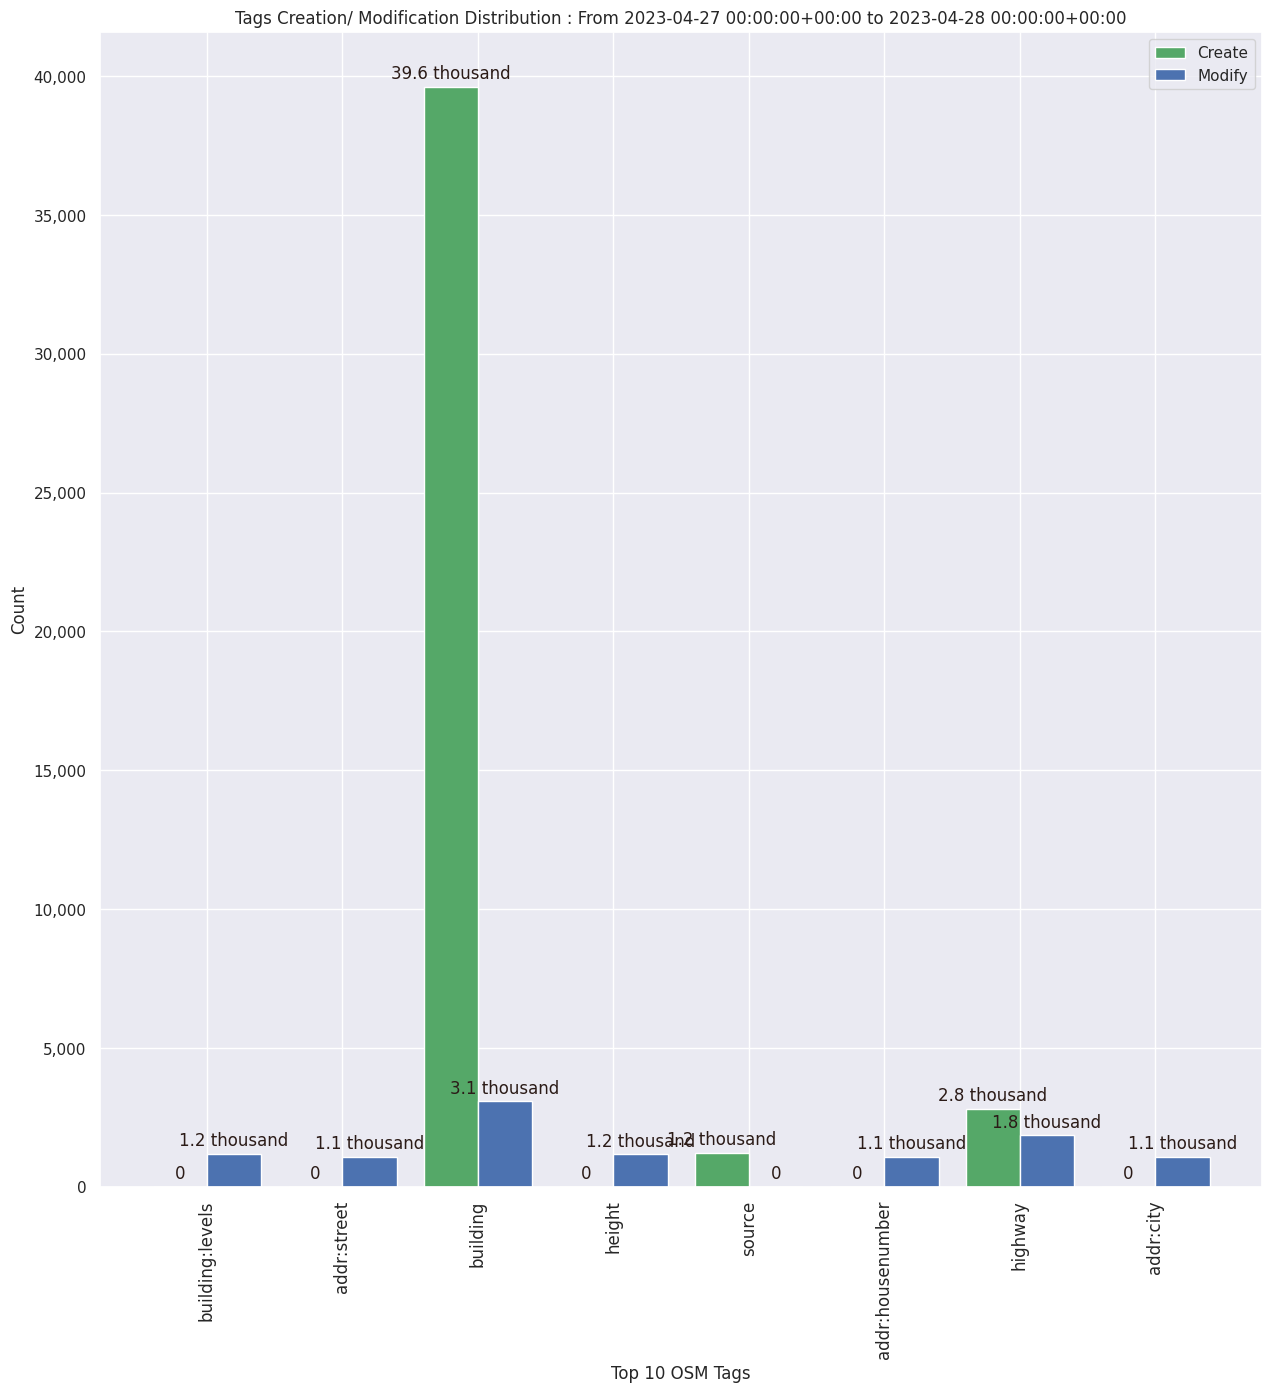 Tags Creation/ Modification Distribution : From 2023-04-27 00:00:00+00:00 to 2023-04-28 00:00:00+00:00
Create
Modify
40,000
35,000
30,000
25,000
20,000
15,000
10,000
5,000
0
Count
0
1.2 thousand
0
1.1 thousand
39.6 thousand
3.1 thousand
0
1.2 thousand
1.2 thousand
0
0
1.1 thousand
2.8 thousand
1.8 thousand
0
1.1 thousand
building:levels
addr:street
building
height
source
addr:housenumber
highway
addr:city
Top 10 OSM Tags